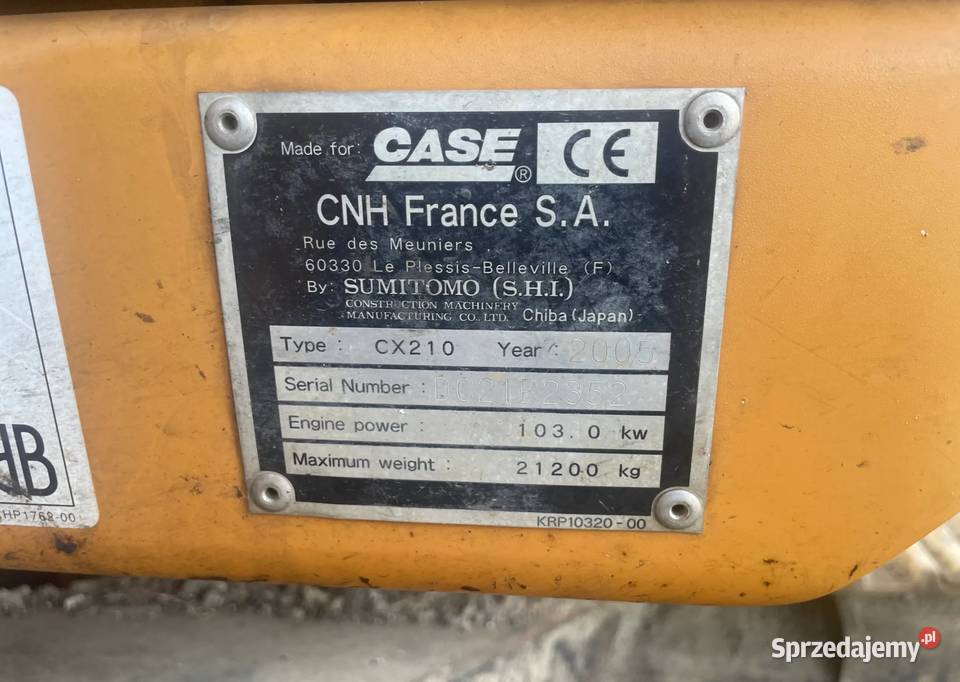 Made for: CASE ® CE
CNH France S.A.
Rue des Meuniers
60330 Le Plessis-Belleville (F)
By: SUMITOMO (S.H.I.)
CONSTRUCTION MACHINERY
MANUFACTURING CO., LTD. Chiba (Japan)
Type : CX210 Year : 2005
Serial Number :
Engine power : 103.0 kw
Maximum weight : 21200 kg
KRP10320-00
HP1768-00
Sprzedajemy.pl